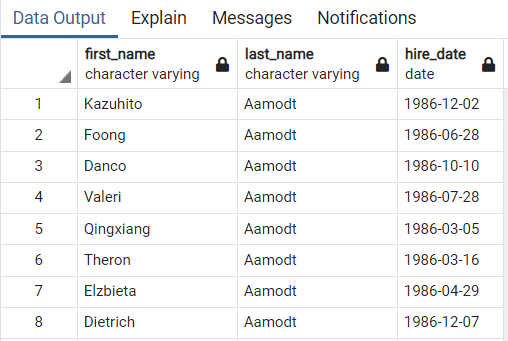 Data Output Explain Messages Notifications
first_name last_name hire_date
character varying character varying date
1 Kazuhito Aamodt 1986-12-02
2 Foong Aamodt 1986-06-28
3 Danco Aamodt 1986-10-10
4 Valeri Aamodt 1986-07-28
5 Qingxiang Aamodt 1986-03-05
6 Theron Aamodt 1986-03-16
7 Elzbieta Aamodt 1986-04-29
8 Dietrich Aamodt 1986-12-07